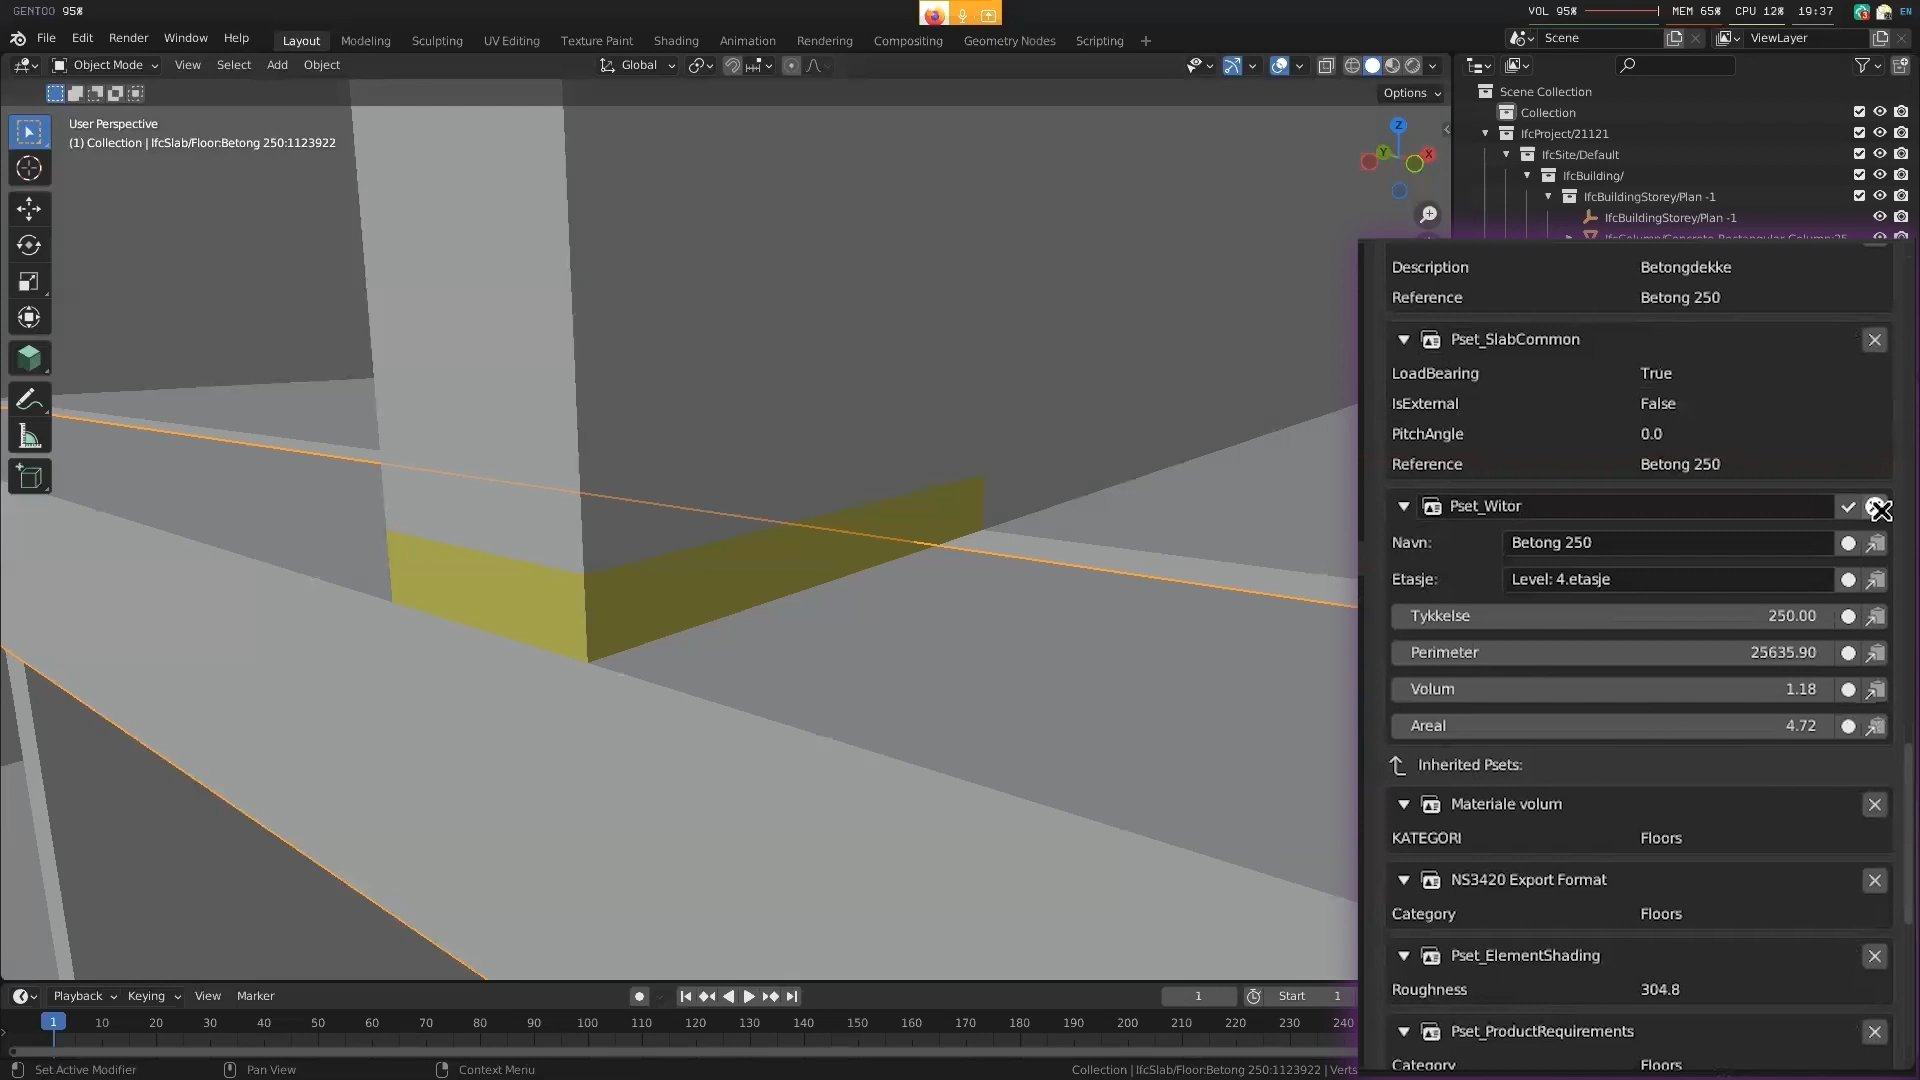 GENTOO 95%
VOL 95% MEM 65% CPU 12% 19:37 EN
File Edit Render Window Help Layout Modeling Sculpting UV Editing Texture Paint Shading Animation Rendering Compositing Geometry Nodes Scripting + Scene ViewLayer
Object Mode View Select Add Object Global
Options
User Perspective
(1) Collection | IfcSlab/Floor:Betong 250:1123922
Z
Y
X
Scene Collection
Collection
IfcProject/21121
IfcSite/Default
IfcBuilding/
IfcBuildingStorey/Plan -1
IfcBuildingStorey/Plan -1
IfcColumn/Concrete-Rectangular-Column:25
Description Betongdekke
Reference Betong 250
Pset_SlabCommon
LoadBearing True
IsExternal False
PitchAngle 0.0
Reference Betong 250
Pset_Witor
Navn: Betong 250
Etasje: Level: 4.etasje
Tykkelse 250.00
Perimeter 25635.90
Volum 1.18
Areal 4.72
Inherited Psets:
Materiale volum
KATEGORI Floors
NS3420 Export Format
Category Floors
Pset_ElementShading
Roughness 304.8
Pset_ProductRequirements
Category Floors
Playback Keying View Marker 1 Start 1
1 10 20 30 40 50 60 70 80 90 100 110 120 130 140 150 160 170 180 190 200 210 220 230 240
Set Active Modifier Pan View Context Menu Collection | IfcSlab/Floor:Betong 250:1123922 | Verts